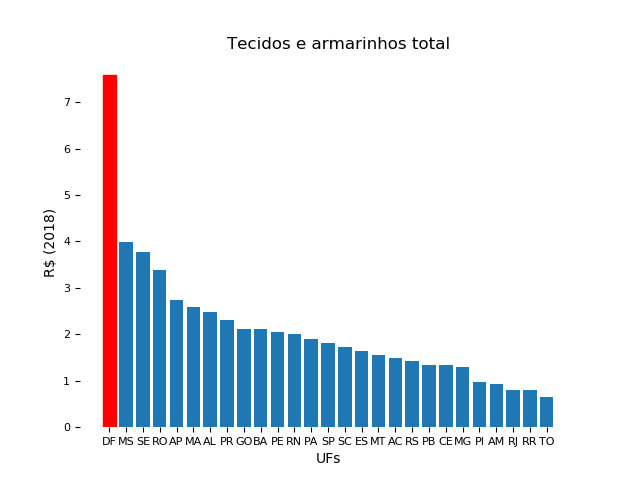 Tecidos e armarinhos total
R$ (2018)
7
6
5
4
3
2
1
0
DF MS SE RO AP MA AL PR GO BA PE RN PA SP SC ES MT AC RS PB CE MG PI AM RJ RR TO
UFs